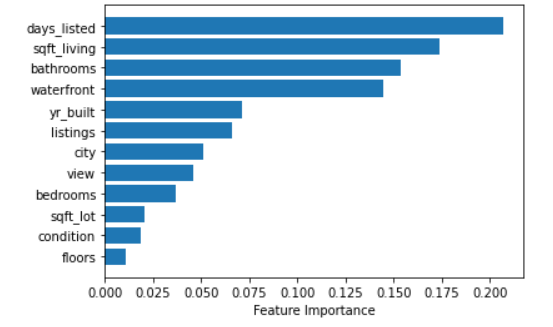 days_listed
sqft_living
bathrooms
waterfront
yr_built
listings
city
view
bedrooms
sqft_lot
condition
floors
0.000 0.025 0.050 0.075 0.100 0.125 0.150 0.175 0.200
Feature Importance